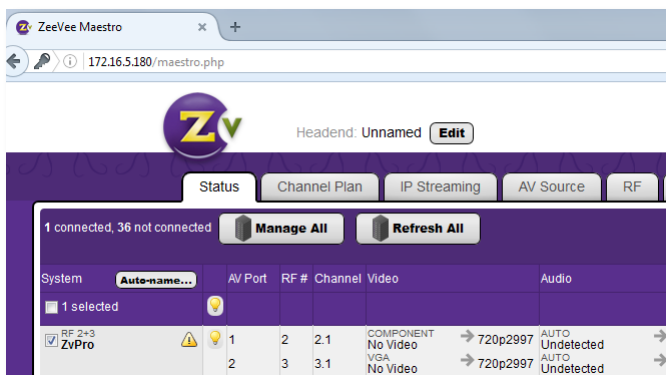 ZeeVee Maestro
172.16.5.180/maestro.php
Zv
Headend: Unnamed Edit
Status Channel Plan IP Streaming AV Source RF
1 connected, 36 not connected Manage All Refresh All
System Auto-name... AV Port RF # Channel Video Audio
1 selected
RF 2+3 COMPONENT AUTO
ZvPro 1 2 2.1 No Video 720p2997 Undetected
VGA AUTO
2 3 3.1 No Video 720p2997 Undetected